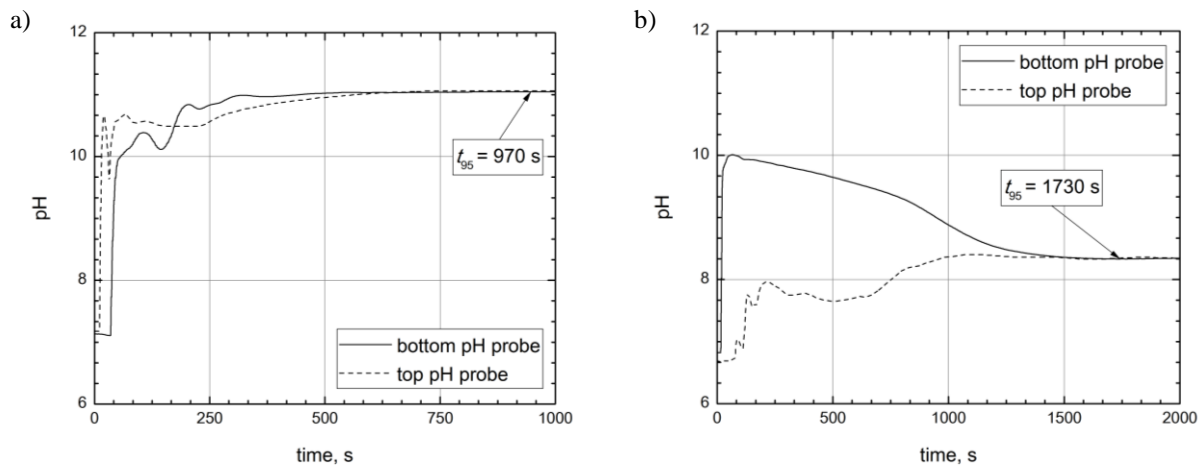 a)
12
10
8
6
pH
0
250
500
750
1000
time, s
t95 = 970 s
bottom pH probe
top pH probe
b)
12
10
8
6
pH
0
500
1000
1500
2000
time, s
bottom pH probe
top pH probe
t95 = 1730 s